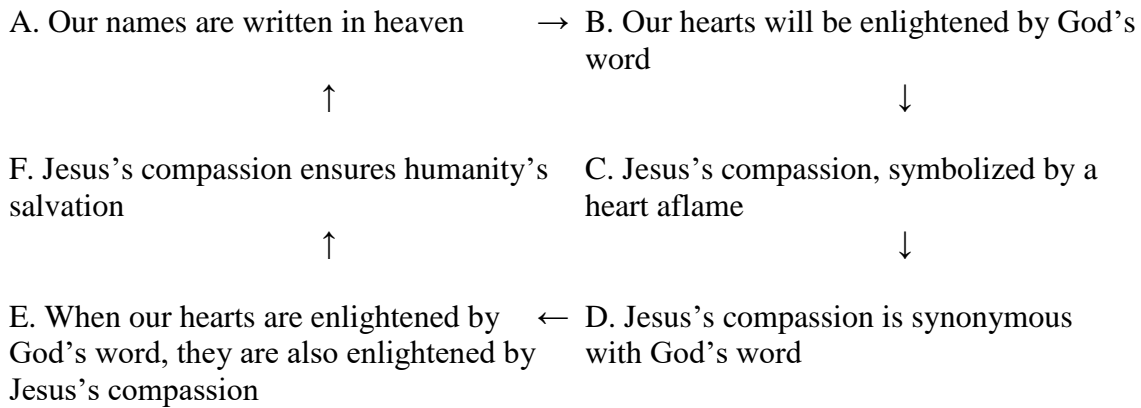 A. Our names are written in heaven → B. Our hearts will be enlightened by God’s
word
↑ ↓
F. Jesus’s compassion ensures humanity’s C. Jesus’s compassion, symbolized by a
salvation heart aflame
↑ ↓
E. When our hearts are enlightened by ← D. Jesus’s compassion is synonymous
God’s word, they are also enlightened by with God’s word
Jesus’s compassion